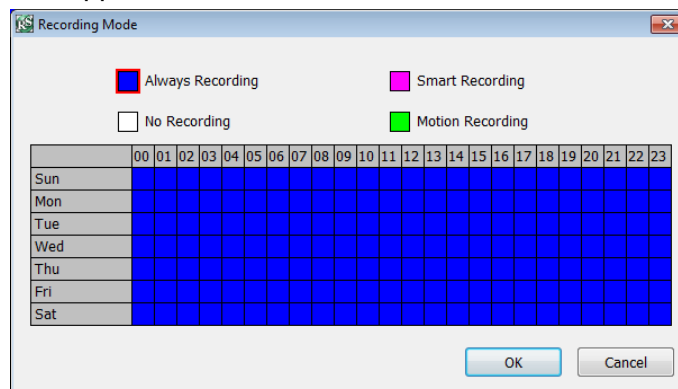 Recording Mode
Always Recording Smart Recording
No Recording Motion Recording
00 01 02 03 04 05 06 07 08 09 10 11 12 13 14 15 16 17 18 19 20 21 22 23
Sun
Mon
Tue
Wed
Thu
Fri
Sat
OK Cancel